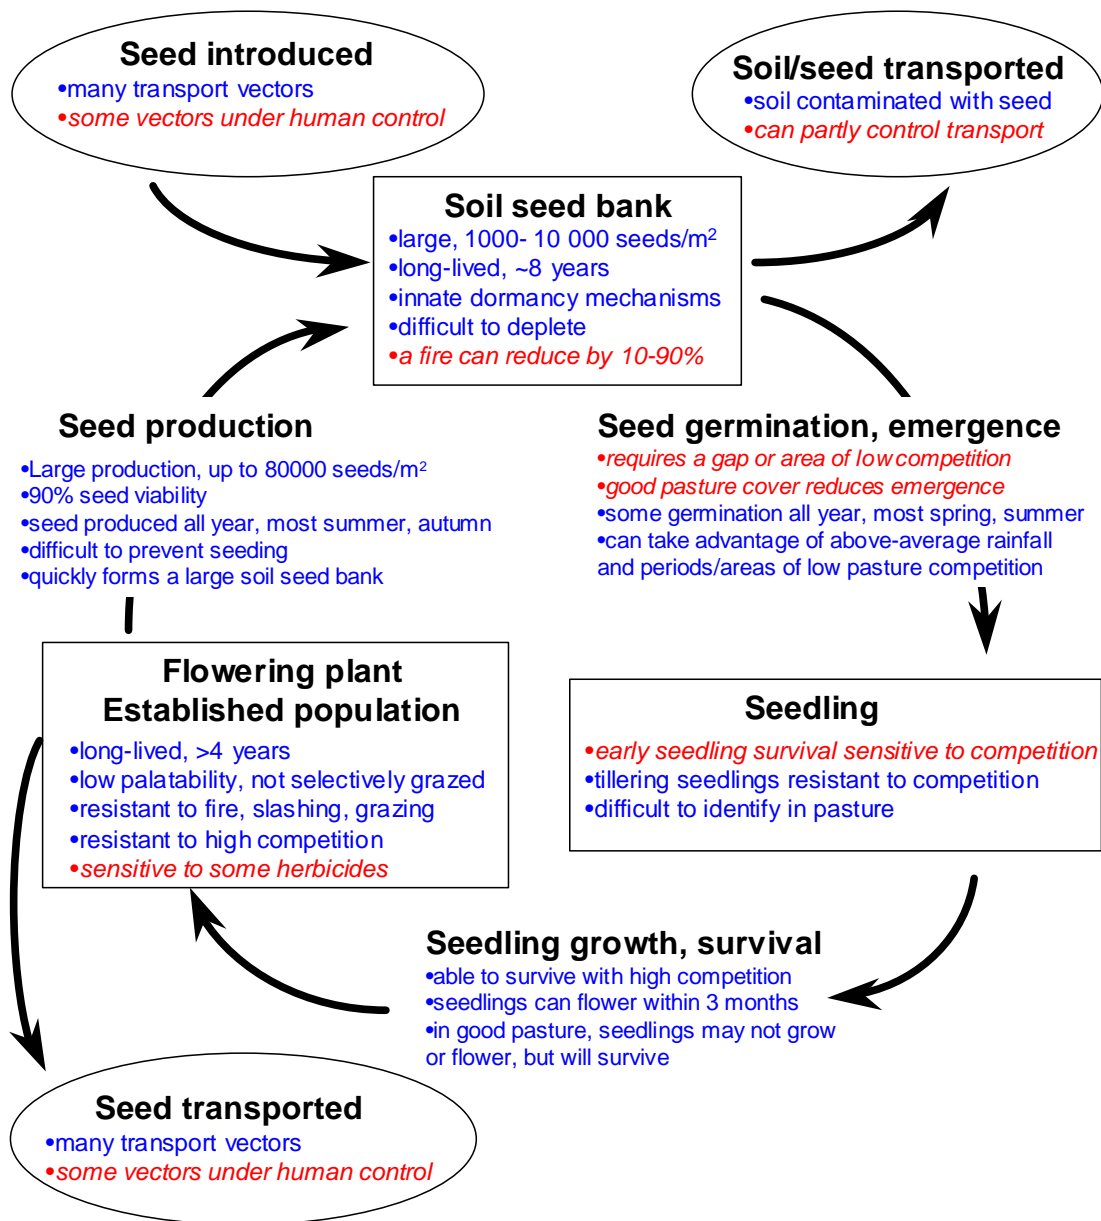 Seed introduced
•many transport vectors
•some vectors under human control
Soil/seed transported
•soil contaminated with seed
•can partly control transport
Soil seed bank
•large, 1000- 10 000 seeds/m²
•long-lived, ~8 years
•innate dormancy mechanisms
•difficult to deplete
•a fire can reduce by 10-90%
Seed production
•Large production, up to 80000 seeds/m²
•90% seed viability
•seed produced all year, most summer, autumn
•difficult to prevent seeding
•quickly forms a large soil seed bank
Seed germination, emergence
•requires a gap or area of low competition
•good pasture cover reduces emergence
•some germination all year, most spring, summer
•can take advantage of above-average rainfall
and periods/areas of low pasture competition
Flowering plant
Established population
•long-lived, >4 years
•low palatability, not selectively grazed
•resistant to fire, slashing, grazing
•resistant to high competition
•sensitive to some herbicides
Seedling
•early seedling survival sensitive to competition
•tillering seedlings resistant to competition
•difficult to identify in pasture
Seedling growth, survival
•able to survive with high competition
•seedlings can flower within 3 months
•in good pasture, seedlings may not grow
or flower, but will survive
Seed transported
•many transport vectors
•some vectors under human control